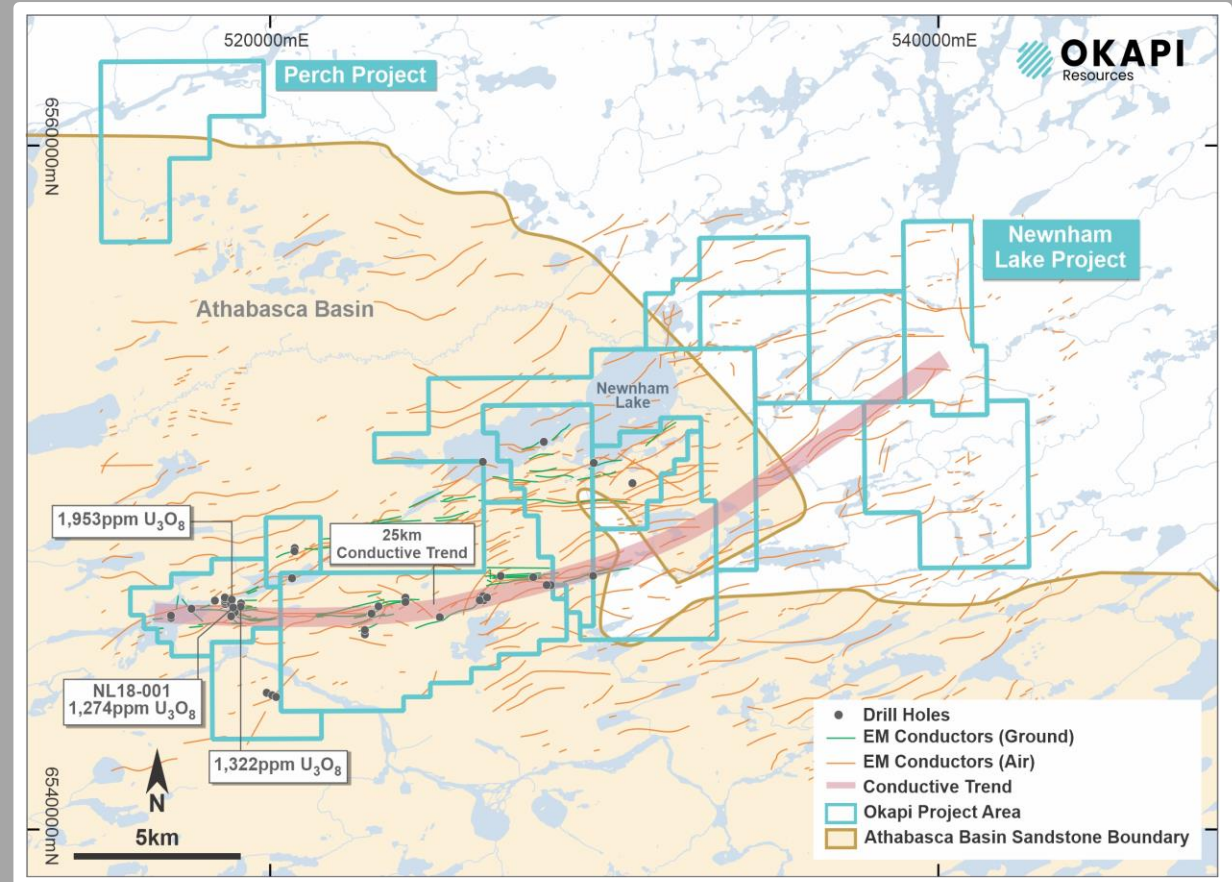 520000mE
540000mE
OKAPI
Resources
Perch Project
6560000mN
Newnham
Lake Project
Athabasca Basin
Newnham
Lake
1,953ppm U₃O₈
25km
Conductive Trend
NL18-001
1,274ppm U₃O₈
1,322ppm U₃O₈
N
5km
6540000mN
Drill Holes
EM Conductors (Ground)
EM Conductors (Air)
Conductive Trend
Okapi Project Area
Athabasca Basin Sandstone Boundary